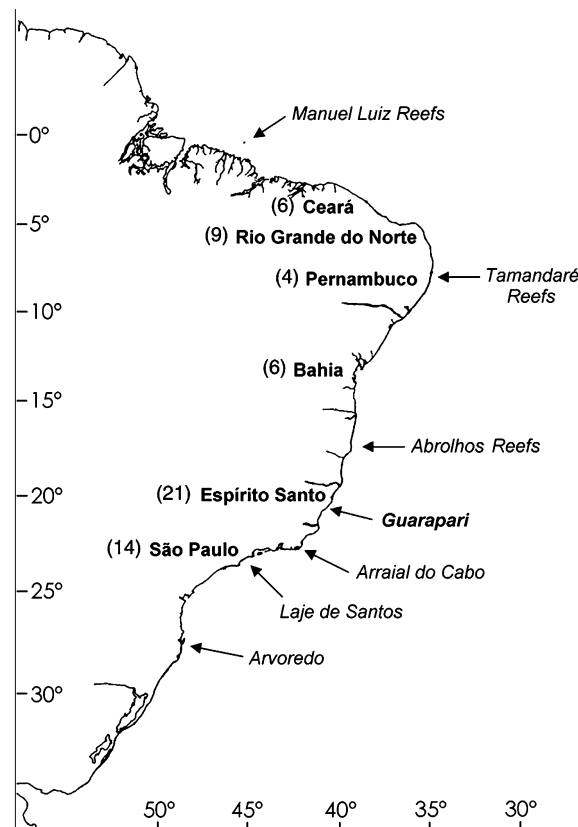 Manuel Luiz Reefs
0°
(6) Ceará
5°
(9) Rio Grande do Norte
(4) Pernambuco
Tamandaré
Reefs
10°
(6) Bahia
15°
Abrolhos Reefs
20°
(21) Espírito Santo
Guarapari
(14) São Paulo
Arraial do Cabo
25°
Laje de Santos
Arvoredo
30°
50° 45° 40° 35° 30°